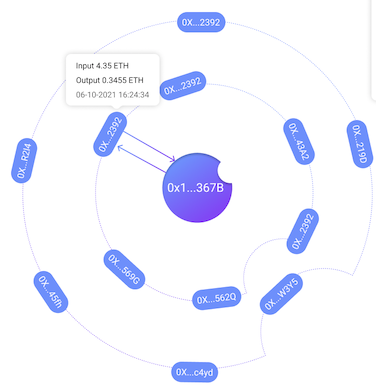 0X...2392
Input 4.35 ETH
Output 0.3455 ETH
06-10-2021 16:24:34
0X...2392
0X...2392
0X...43A2
0X...219D
0X...R2I4
0x1...367B
0X...2392
0X...569G
0X...562Q
0X...W3Y5
0X...45fh
0X...c4yd